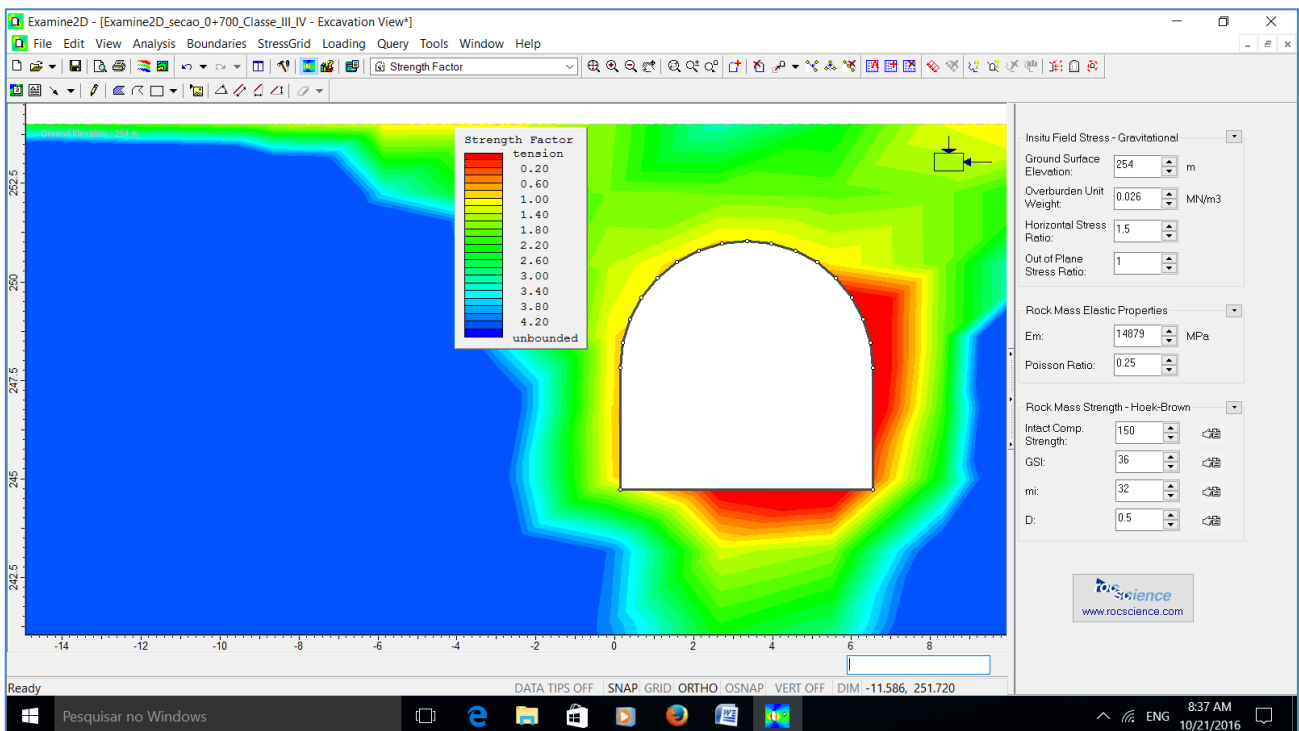 Examine2D - [Examine2D_secao_0+700_Classe_III_IV - Excavation View*]
File Edit View Analysis Boundaries StressGrid Loading Query Tools Window Help
Strength Factor
Ground Elevation: 254 m
Strength Factor
tension
0.20
0.60
1.00
1.40
1.80
2.20
2.60
3.00
3.40
3.80
4.20
unbounded
252.5
250
247.5
245
242.5
-14 -12 -10 -8 -6 -4 -2 0 2 4 6 8
Insitu Field Stress - Gravitational
Ground Surface
Elevation:
254 m
Overburden Unit
Weight:
0.026 MN/m3
Horizontal Stress
Ratio:
1.5
Out of Plane
Stress Ratio:
1
Rock Mass Elastic Properties
Em: 14879 MPa
Poisson Ratio: 0.25
Rock Mass Strength - Hoek-Brown
Intact Comp.
Strength:
150
GSI: 36
mi: 32
D: 0.5
rocscience
www.rocscience.com
Ready DATA TIPS OFF SNAP GRID ORTHO OSNAP VERT OFF DIM -11.586, 251.720
Pesquisar no Windows
ENG
8:37 AM
10/21/2016